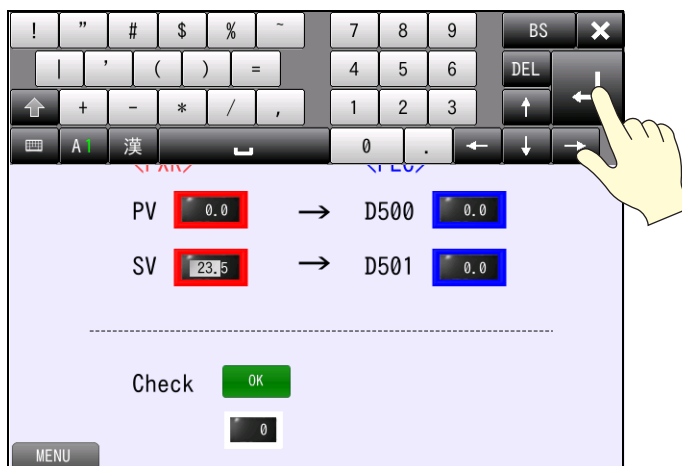 ! ” # $ % ~ 7 8 9 BS
| ' ( ) = 4 5 6 DEL
+ - * / , 1 2 3
A1 漢 0 .
PV 0.0 → D500 0.0
SV 23.5 → D501 0.0
Check OK
0
MENU